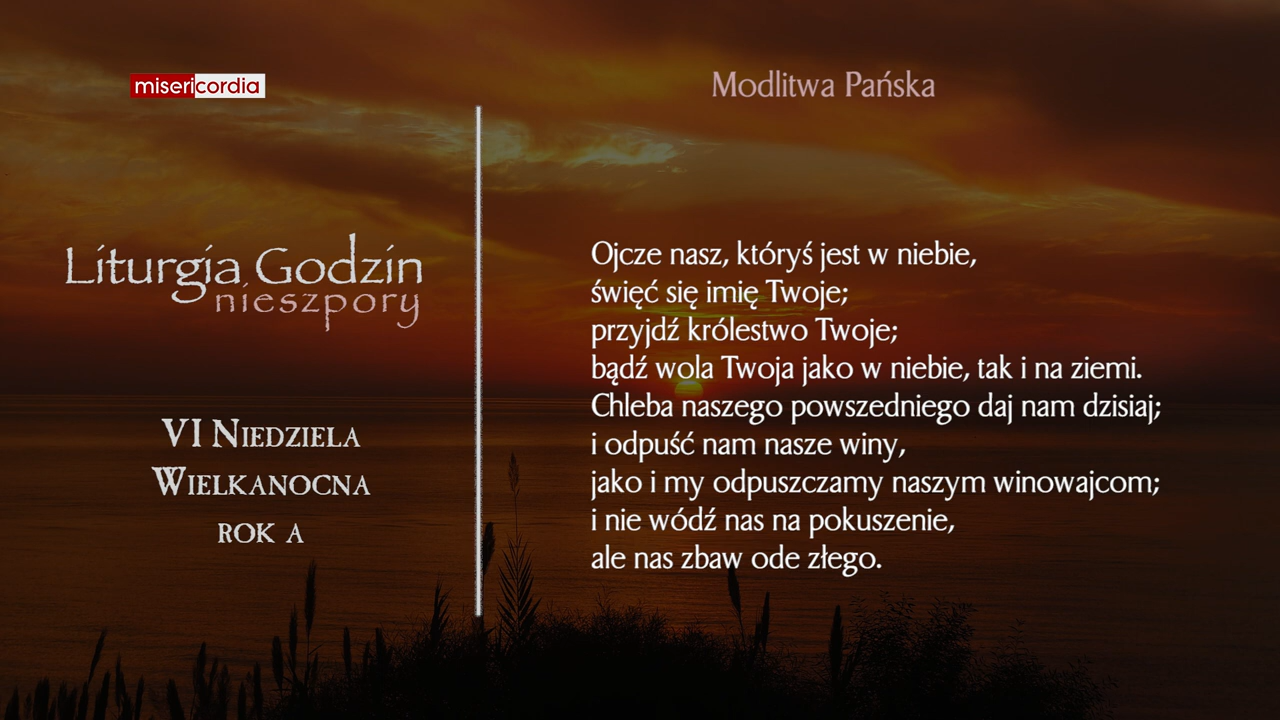 misericordia
Liturgia Godzin
nieszpory
VI Niedziela
Wielkanocna
rok a
Modlitwa Pańska
Ojcze nasz, któryś jest w niebie,
święć się imię Twoje;
przyjdź królestwo Twoje;
bądź wola Twoja jako w niebie, tak i na ziemi.
Chleba naszego powszedniego daj nam dzisiaj;
i odpuść nam nasze winy,
jako i my odpuszczamy naszym winowajcom;
i nie wódź nas na pokuszenie,
ale nas zbaw ode złego.